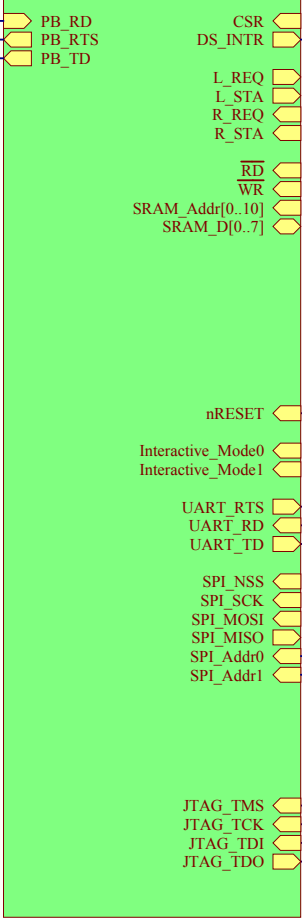 PB_RD
PB_RTS
PB_TD
CSR
DS_INTR
L_REQ
L_STA
R_REQ
R_STA
RD
WR
SRAM_Addr[0..10]
SRAM_D[0..7]
nRESET
Interactive_Mode0
Interactive_Mode1
UART_RTS
UART_RD
UART_TD
SPI_NSS
SPI_SCK
SPI_MOSI
SPI_MISO
SPI_Addr0
SPI_Addr1
JTAG_TMS
JTAG_TCK
JTAG_TDI
JTAG_TDO